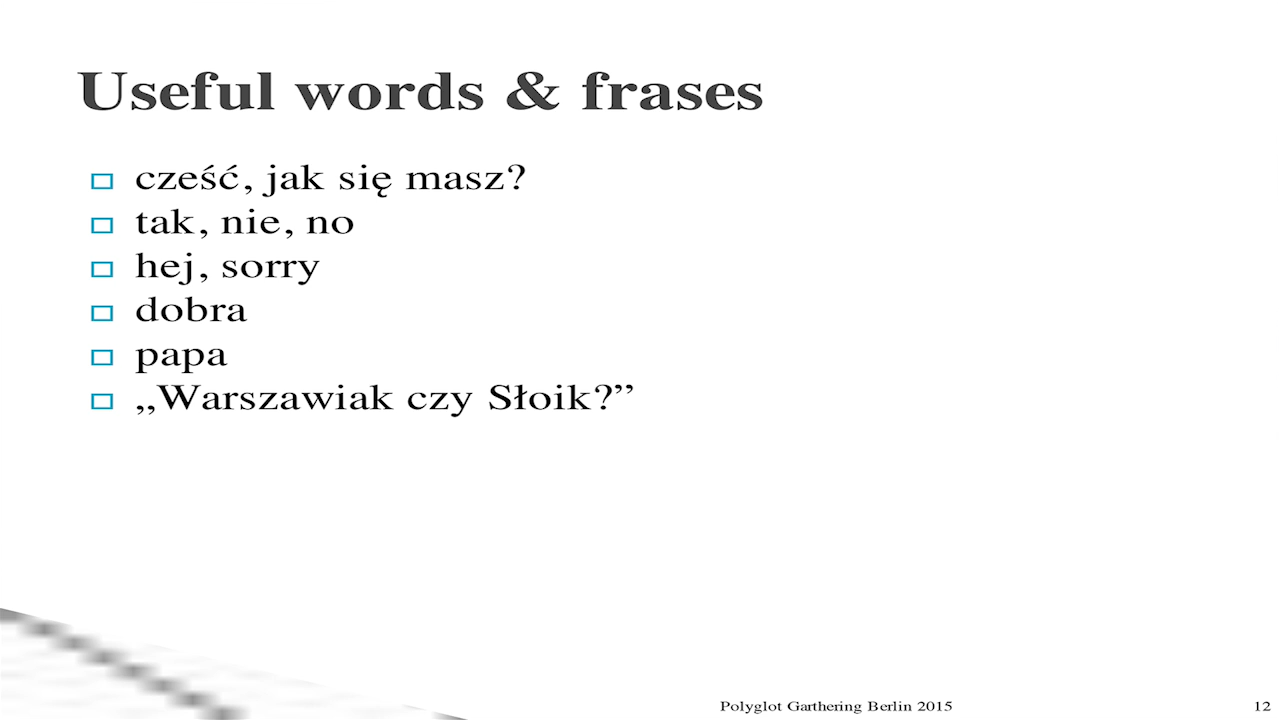 Useful words & frases
cześć, jak się masz?
tak, nie, no
hej, sorry
dobra
papa
„Warszawiak czy Słoik?”
Polyglot Garthering Berlin 2015
12